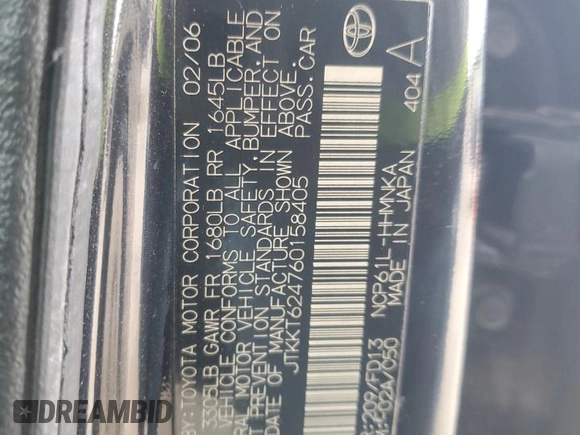 BY: TOYOTA MOTOR CORPORATION 02/06
3305LB GAWR FR 1680LB RR 1645LB
VEHICLE CONFORMS TO ALL APPLICABLE
MOTOR VEHICLE SAFETY, BUMPER, AND
PREVENTION STANDARDS IN EFFECT ON
DATE OF MANUFACTURE SHOWN ABOVE.
JTKKT624760158405 PASS.CAR
209/FD13
02A/050 NCP61L-HHMNKA
MADE IN JAPAN 404 A
DREAMBID